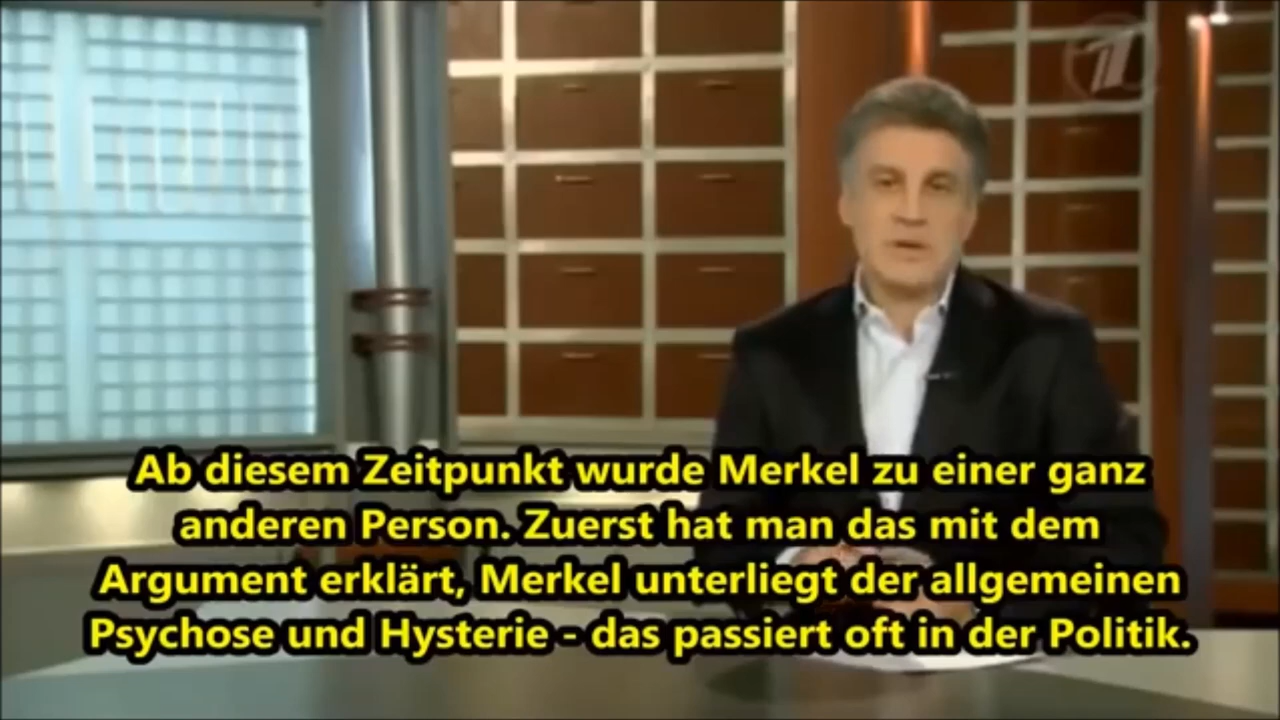 Ab diesem Zeitpunkt wurde Merkel zu einer ganz
anderen Person. Zuerst hat man das mit dem
Argument erklärt, Merkel unterliegt der allgemeinen
Psychose und Hysterie - das passiert oft in der Politik.